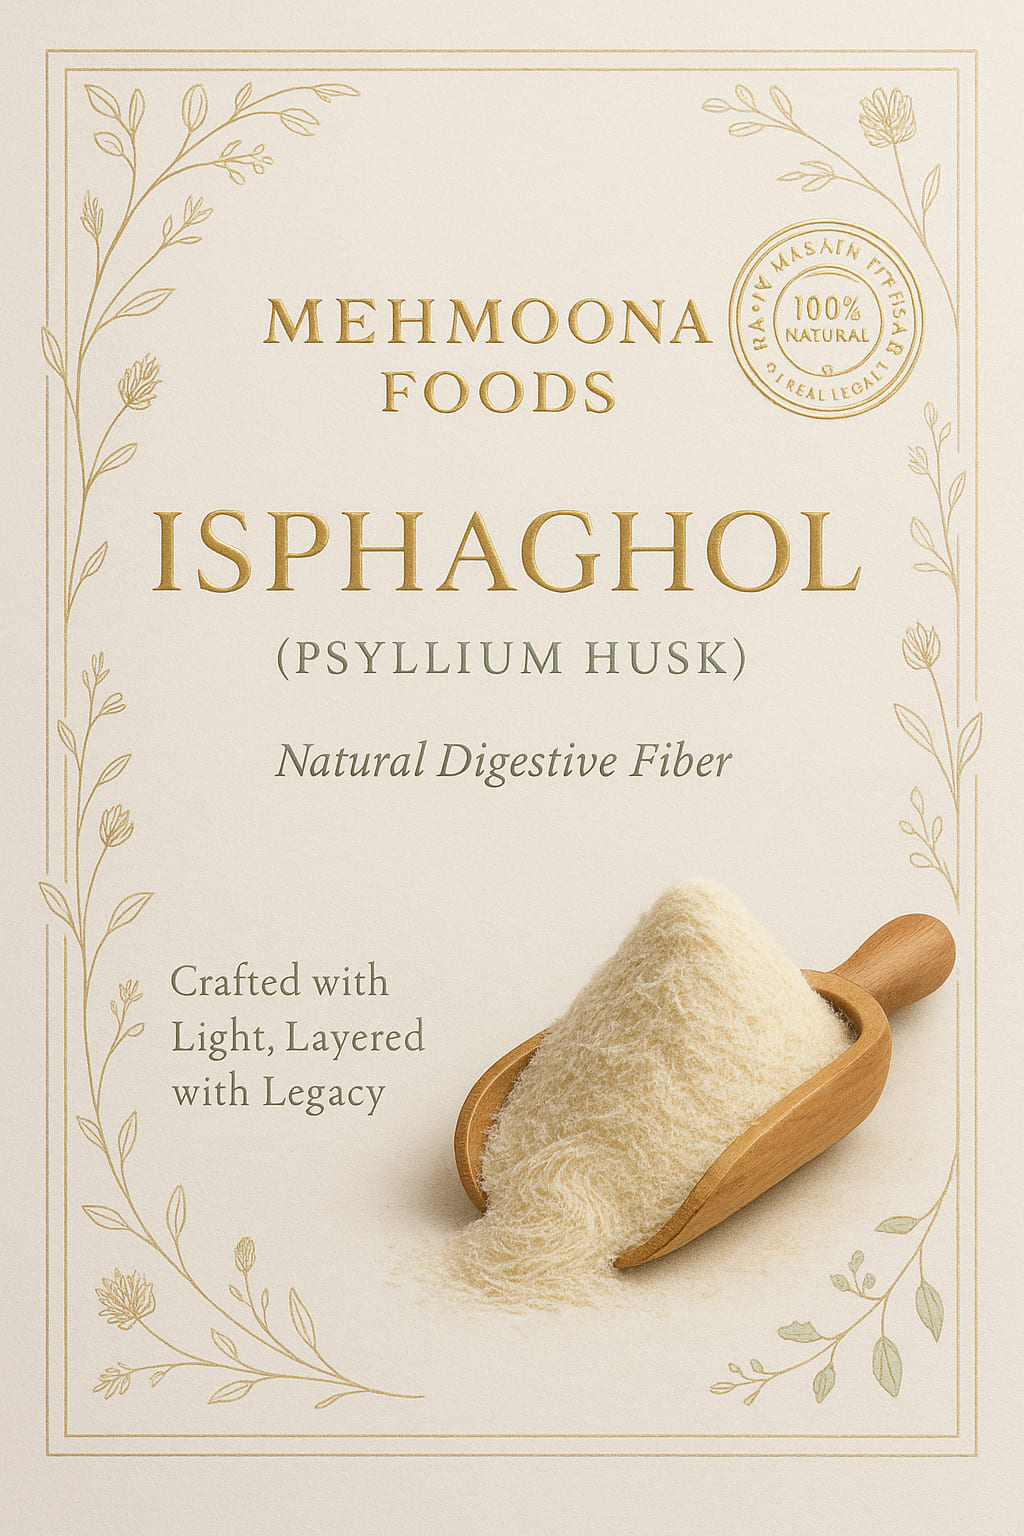 MEHMOONA
FOODS
100%
NATURAL
ISPHAGHOL
(PSYLLIUM HUSK)
Natural Digestive Fiber
Crafted with
Light, Layered
with Legacy